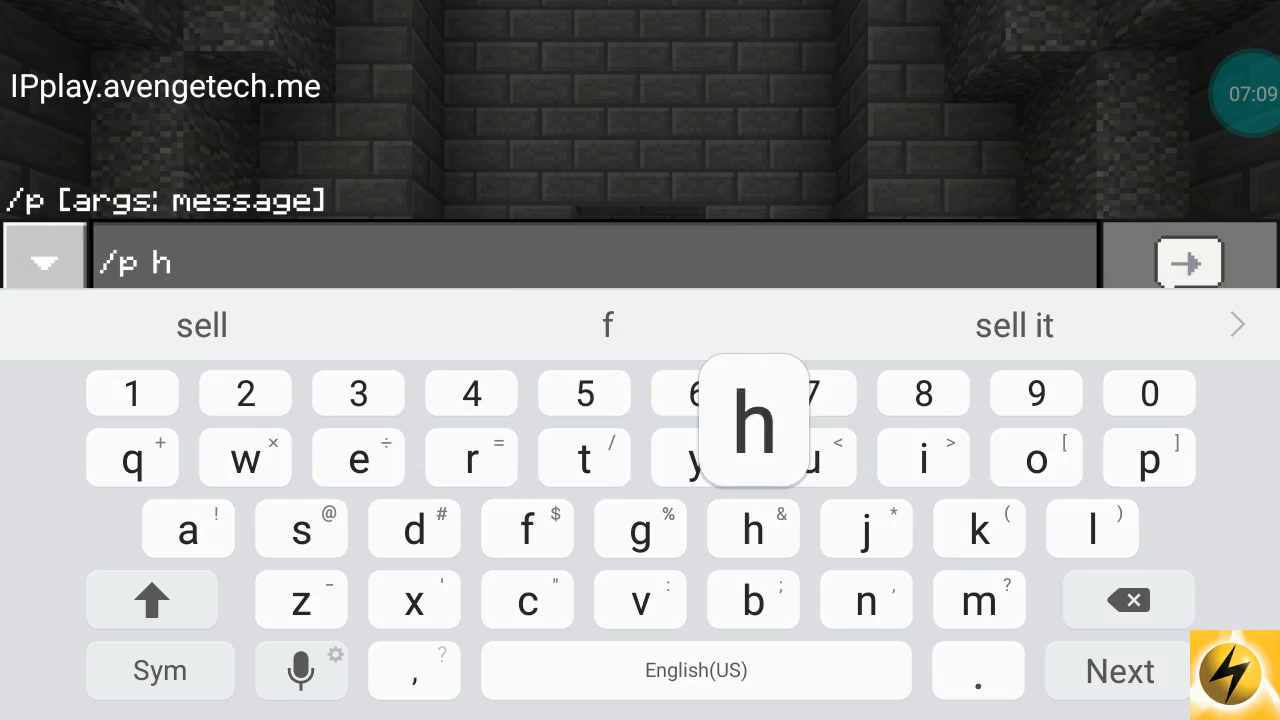 IPplay.avengetech.me
07:09
/p [args: message]
/p h
sell f sell it
1 2 3 4 5 6 7 8 9 0
h
q + w × e ÷ r = t / y u < i > o [ p ]
a ! s @ d # f $ g % h & j * k ( l )
z - x ' c " v : b ; n , m ?
Sym , ? English(US) . Next